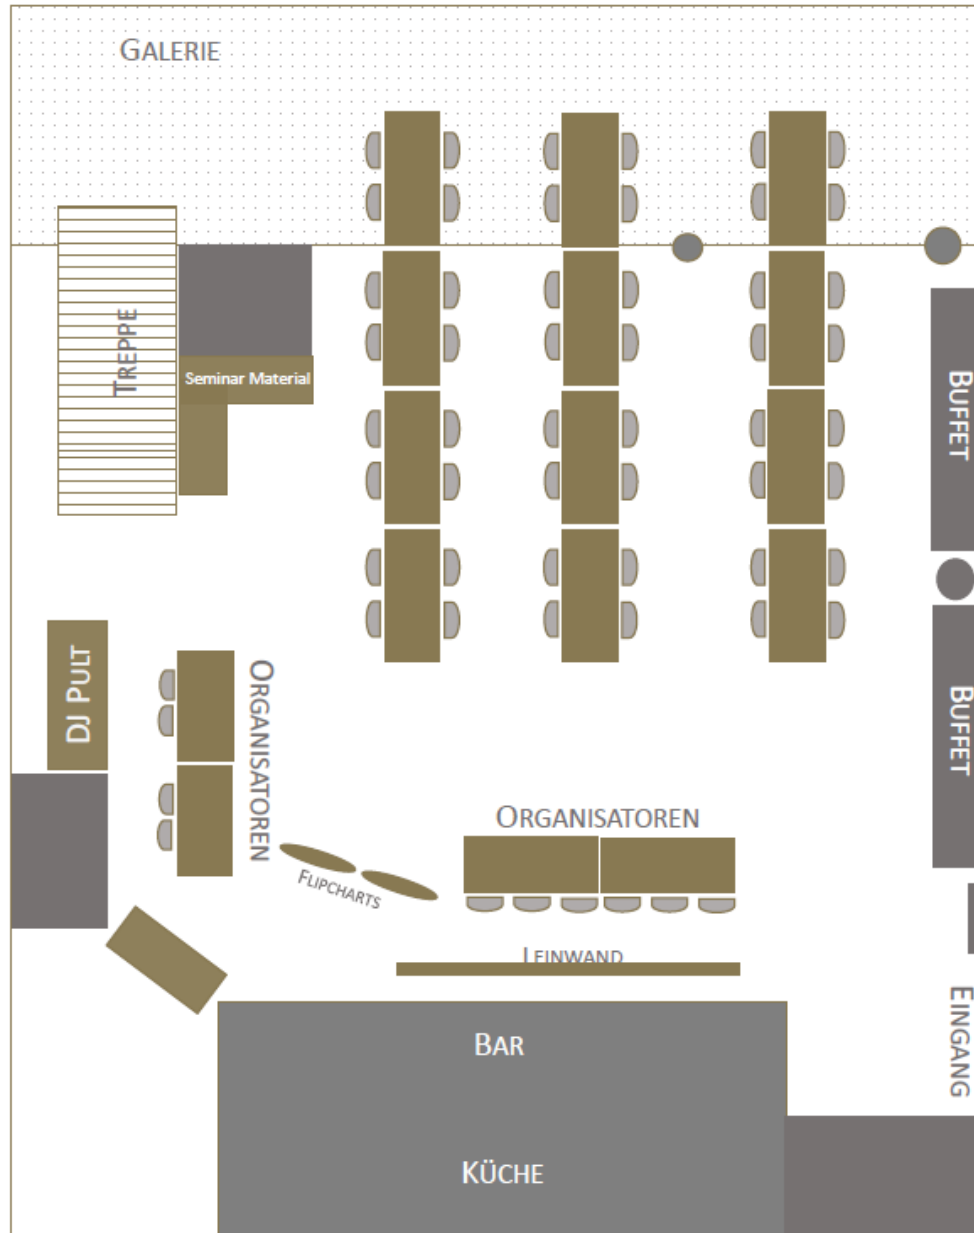 GALERIE
TREPPE
Seminar Material
BUFFET
DJ PULT
ORGANISATOREN
BUFFET
ORGANISATOREN
FLIPCHARTS
LEINWAND
EINGANG
BAR
KÜCHE